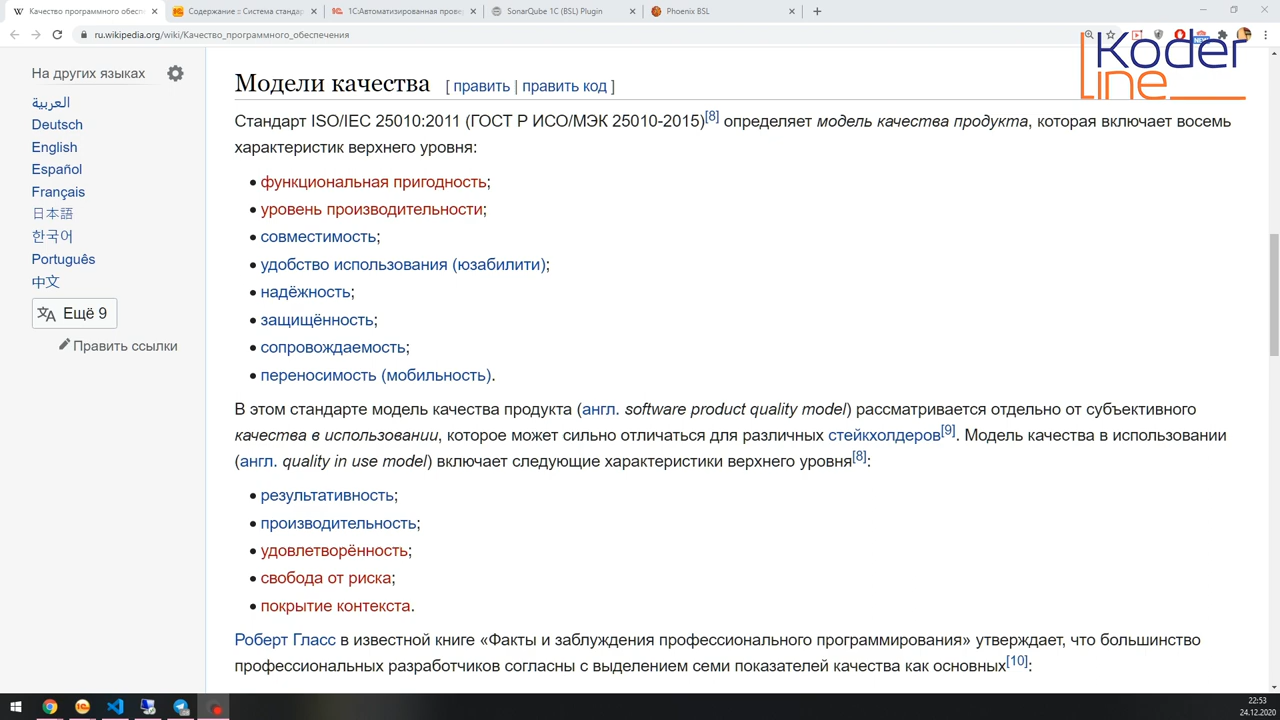 Качество программного обеспеч
Содержание :: Система стандар
1С:Автоматизированная прове
SonarQube 1C (BSL) Plugin
Phoenix BSL
ru.wikipedia.org/wiki/Качество_программного_обеспечения
Koder
Line
На других языках
العربية
Deutsch
English
Español
Français
日本語
한국어
Português
中文
Ещё 9
Править ссылки
Модели качества [ править | править код ]
Стандарт ISO/IEC 25010:2011 (ГОСТ Р ИСО/МЭК 25010-2015)[8] определяет модель качества продукта, которая включает восемь
характеристик верхнего уровня:
• функциональная пригодность;
• уровень производительности;
• совместимость;
• удобство использования (юзабилити);
• надёжность;
• защищённость;
• сопровождаемость;
• переносимость (мобильность).
В этом стандарте модель качества продукта (англ. software product quality model) рассматривается отдельно от субъективного
качества в использовании, которое может сильно отличаться для различных стейкхолдеров[9]. Модель качества в использовании
(англ. quality in use model) включает следующие характеристики верхнего уровня[8]:
• результативность;
• производительность;
• удовлетворённость;
• свобода от риска;
• покрытие контекста.
Роберт Гласс в известной книге «Факты и заблуждения профессионального программирования» утверждает, что большинство
профессиональных разработчиков согласны с выделением семи показателей качества как основных[10]:
22:53
24.12.2020